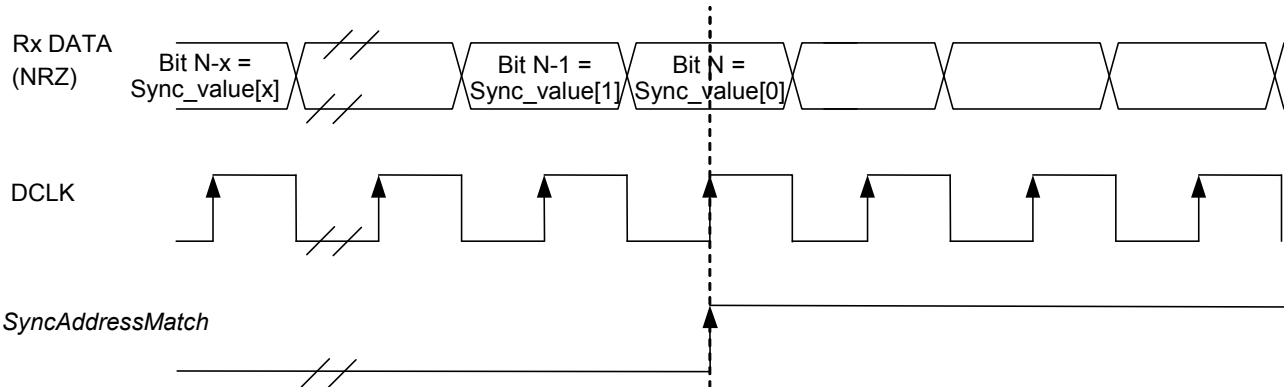 Rx DATA
(NRZ)
Bit N-x =
Sync_value[x]
Bit N-1 =
Sync_value[1]
Bit N =
Sync_value[0]
DCLK
SyncAddressMatch